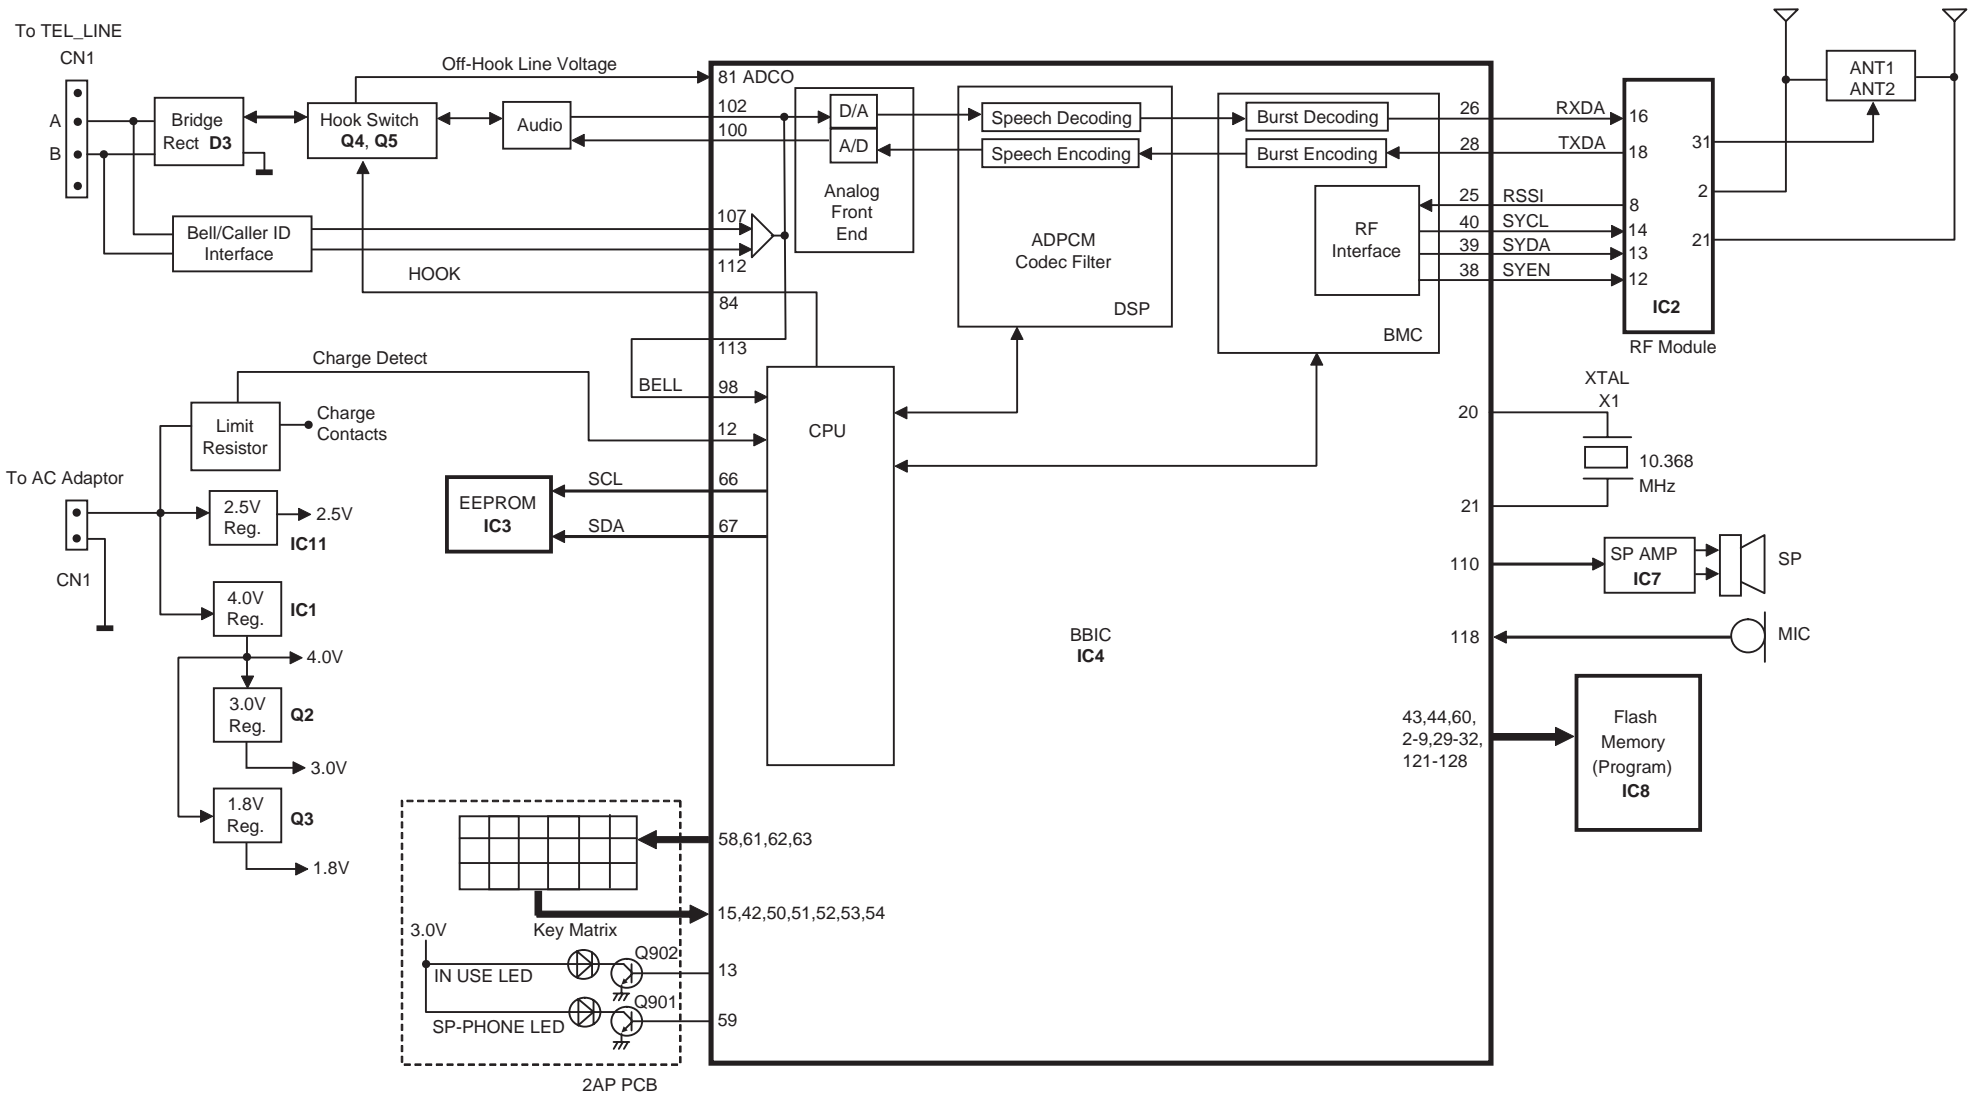 To TEL_LINE
CN1
A
B
Bridge
Rect D3
Hook Switch
Q4, Q5
Audio
Off-Hook Line Voltage
Bell/Caller ID
Interface
HOOK
81 ADCO
102
100
107
112
84
113
BELL
98
12
66
67
D/A
A/D
Analog
Front
End
Speech Decoding
Speech Encoding
ADPCM
Codec Filter
DSP
Burst Decoding
Burst Encoding
RF
Interface
BMC
26
RXDA
16
28
TXDA
18
25
RSSI
8
40
SYCL
14
39
SYDA
13
38
SYEN
12
31
2
21
IC2
RF Module
ANT1
ANT2
Charge Detect
Limit
Resistor
Charge
Contacts
To AC Adaptor
CN1
2.5V
Reg.
2.5V
IC11
4.0V
Reg.
IC1
4.0V
3.0V
Reg.
Q2
3.0V
1.8V
Reg.
Q3
1.8V
EEPROM
IC3
SCL
SDA
CPU
BBIC
IC4
20
21
XTAL
X1
10.368
MHz
110
SP AMP
IC7
SP
118
MIC
43,44,60,
2-9,29-32,
121-128
Flash
Memory
(Program)
IC8
58,61,62,63
15,42,50,51,52,53,54
Key Matrix
3.0V
IN USE LED
Q902
13
SP-PHONE LED
Q901
59
2AP PCB